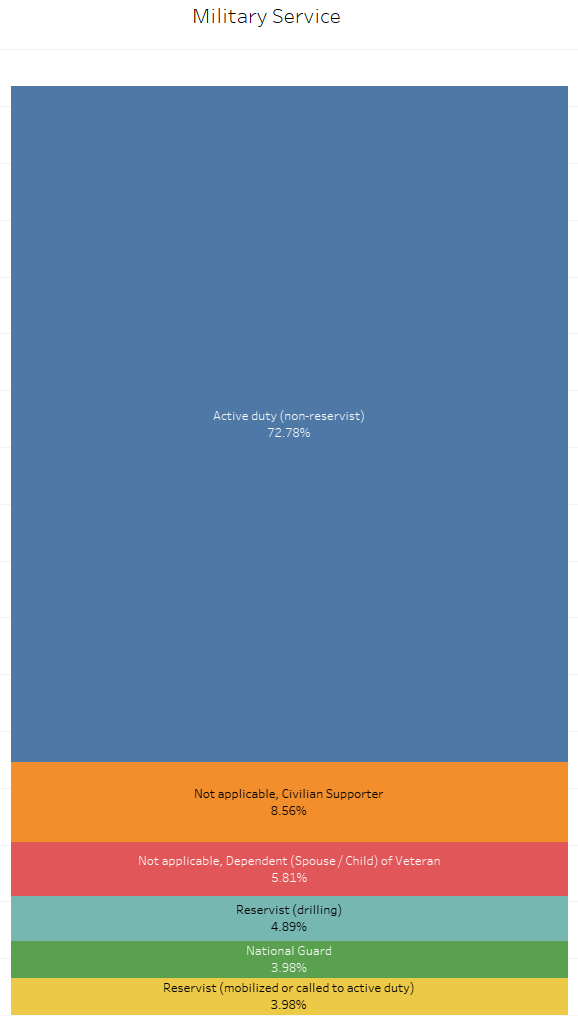 Military Service
Active duty (non-reservist)
72.78%
Not applicable, Civilian Supporter
8.56%
Not applicable, Dependent (Spouse / Child) of Veteran
5.81%
Reservist (drilling)
4.89%
National Guard
3.98%
Reservist (mobilized or called to active duty)
3.98%